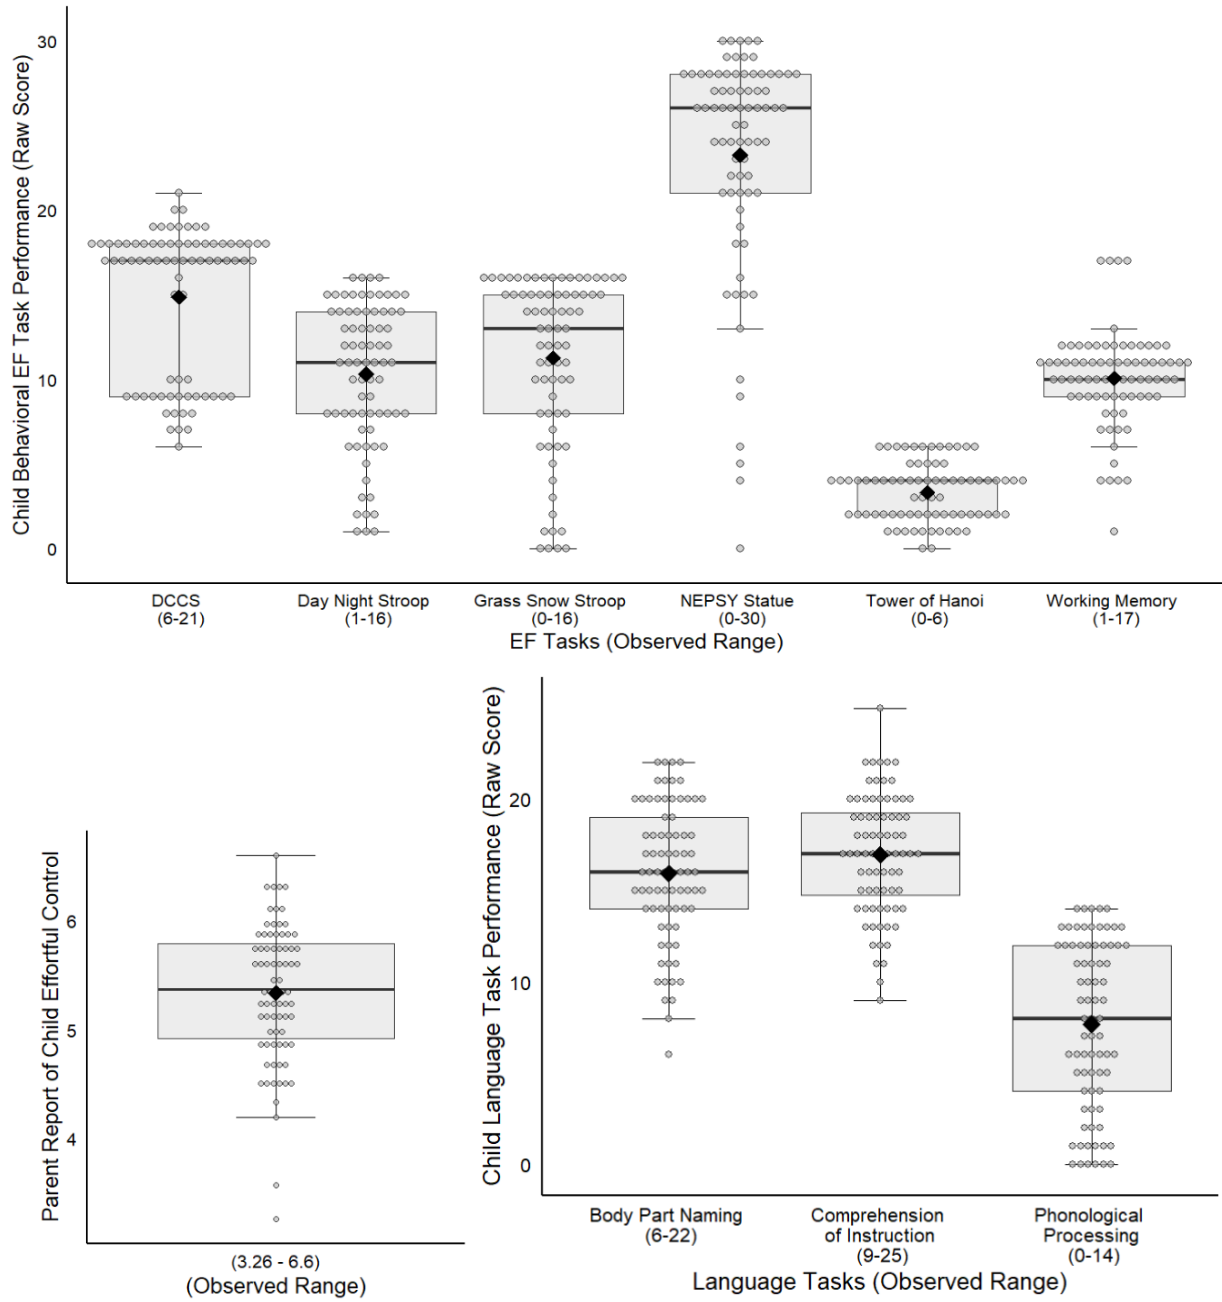 Child Behavioral EF Task Performance (Raw Score)
30
20
10
0
DCCS
(6-21)
Day Night Stroop
(1-16)
Grass Snow Stroop
(0-16)
NEPSY Statue
(0-30)
Tower of Hanoi
(0-6)
Working Memory
(1-17)
EF Tasks (Observed Range)
Parent Report of Child Effortful Control
6
5
4
(3.26 - 6.6)
(Observed Range)
Child Language Task Performance (Raw Score)
20
10
0
Body Part Naming
(6-22)
Comprehension
of Instruction
(9-25)
Phonological
Processing
(0-14)
Language Tasks (Observed Range)